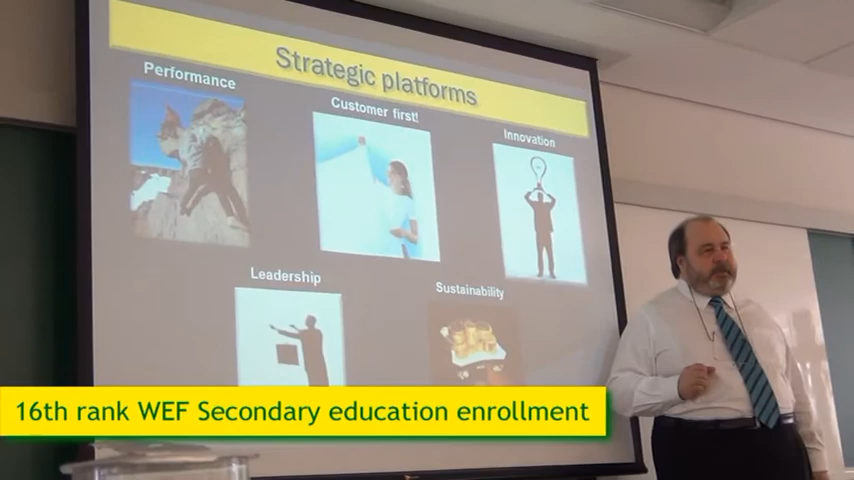 Strategic platforms
Performance
Customer first!
Innovation
Leadership
Sustainability
16th rank WEF Secondary education enrollment